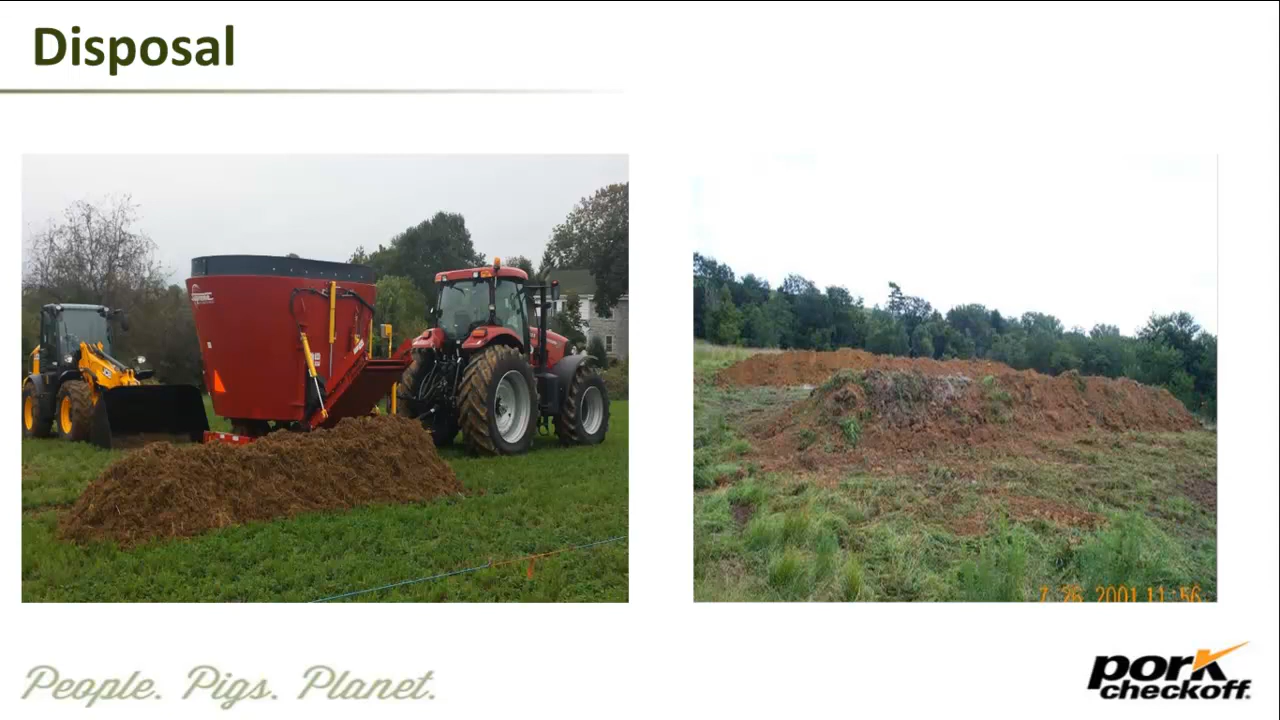 Disposal
7 26 2001 11:56
People. Pigs. Planet.
pork
checkoff.